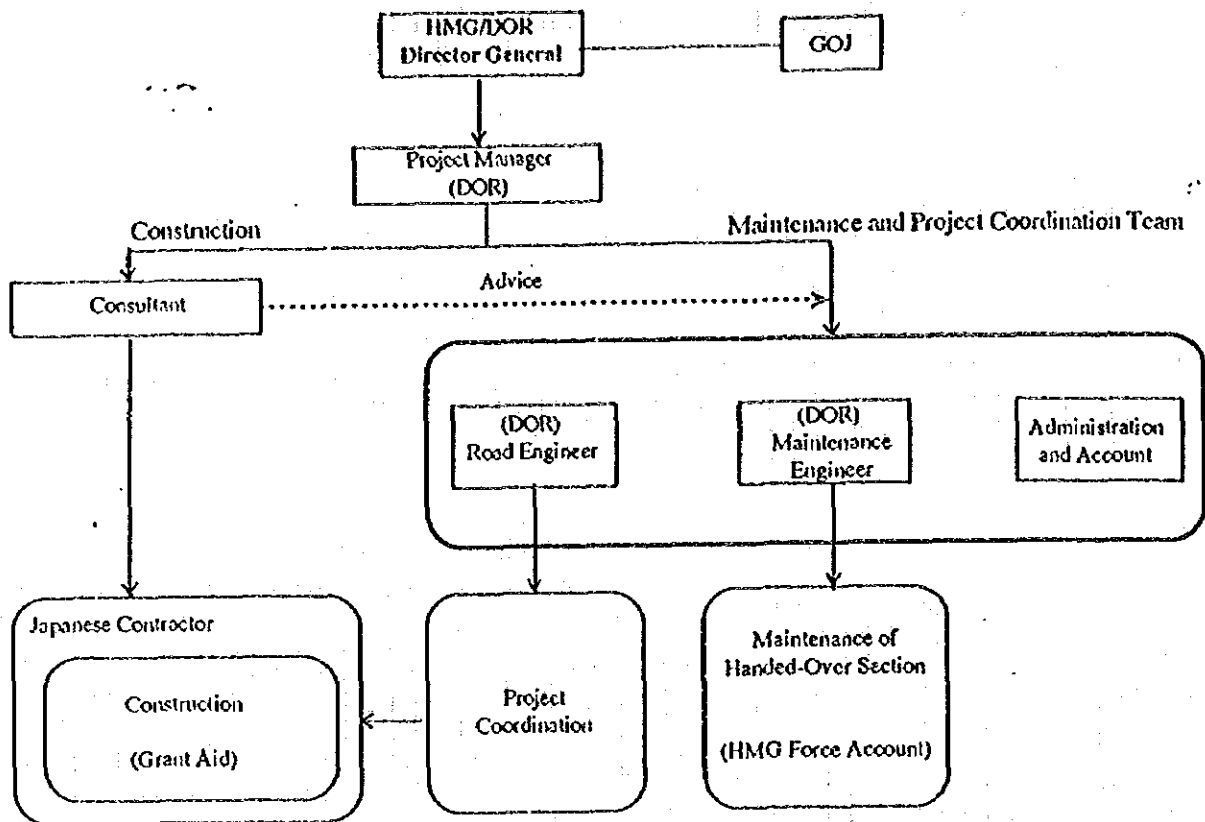 HMG/DOR
Director General
GOJ
Project Manager
(DOR)
Construction
Maintenance and Project Coordination Team
Consultant
Advice
(DOR)
Road Engineer
(DOR)
Maintenance
Engineer
Administration
and Account
Japanese Contractor
Construction
(Grant Aid)
Project
Coordination
Maintenance of
Handed-Over Section
(HMG Force Account)